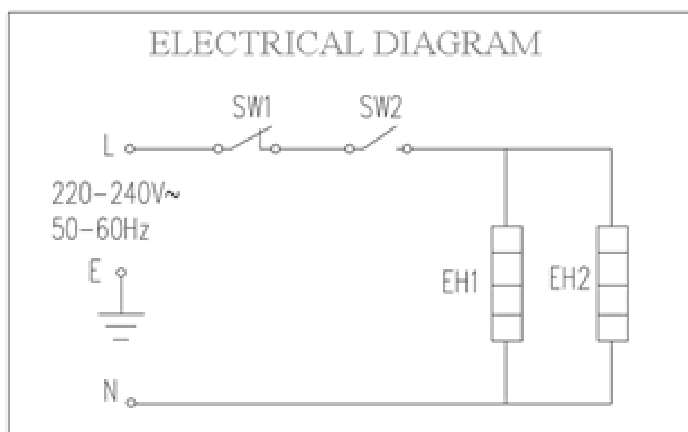 ELECTRICAL DIAGRAM
SW1 SW2
L
220-240V~
50-60Hz
E
EH1 EH2
N